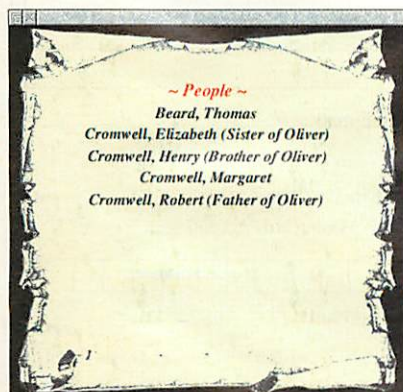 ~ People ~
Beard, Thomas
Cromwell, Elizabeth (Sister of Oliver)
Cromwell, Henry (Brother of Oliver)
Cromwell, Margaret
Cromwell, Robert (Father of Oliver)